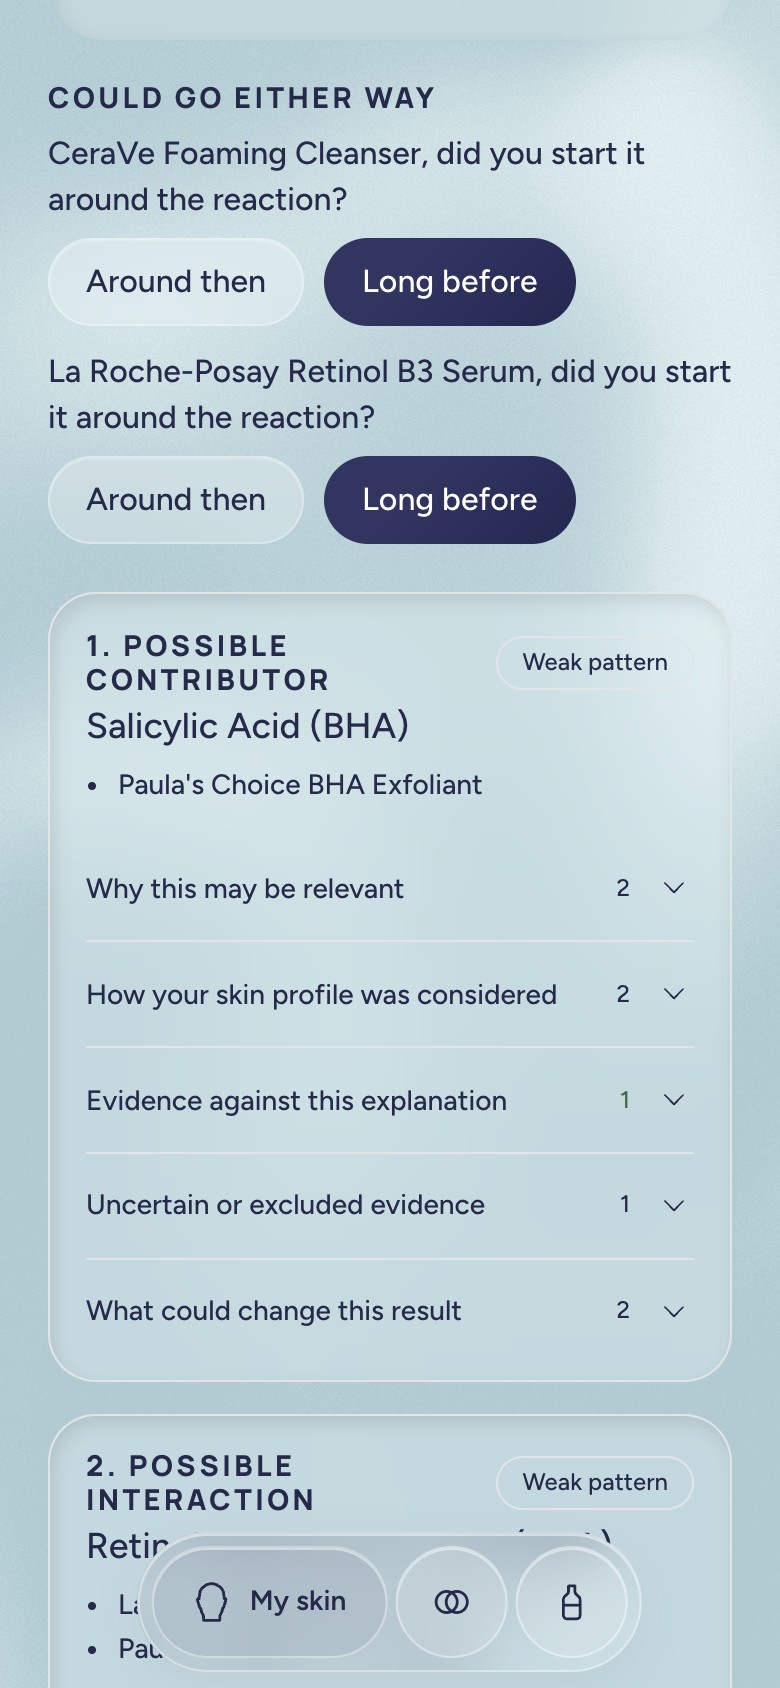 COULD GO EITHER WAY
CeraVe Foaming Cleanser, did you start it
around the reaction?
Around then
Long before
La Roche-Posay Retinol B3 Serum, did you start
it around the reaction?
Around then
Long before
1. POSSIBLE
CONTRIBUTOR
Weak pattern
Salicylic Acid (BHA)
Paula's Choice BHA Exfoliant
Why this may be relevant 2
How your skin profile was considered 2
Evidence against this explanation 1
Uncertain or excluded evidence 1
What could change this result 2
2. POSSIBLE
INTERACTION
Weak pattern
My skin